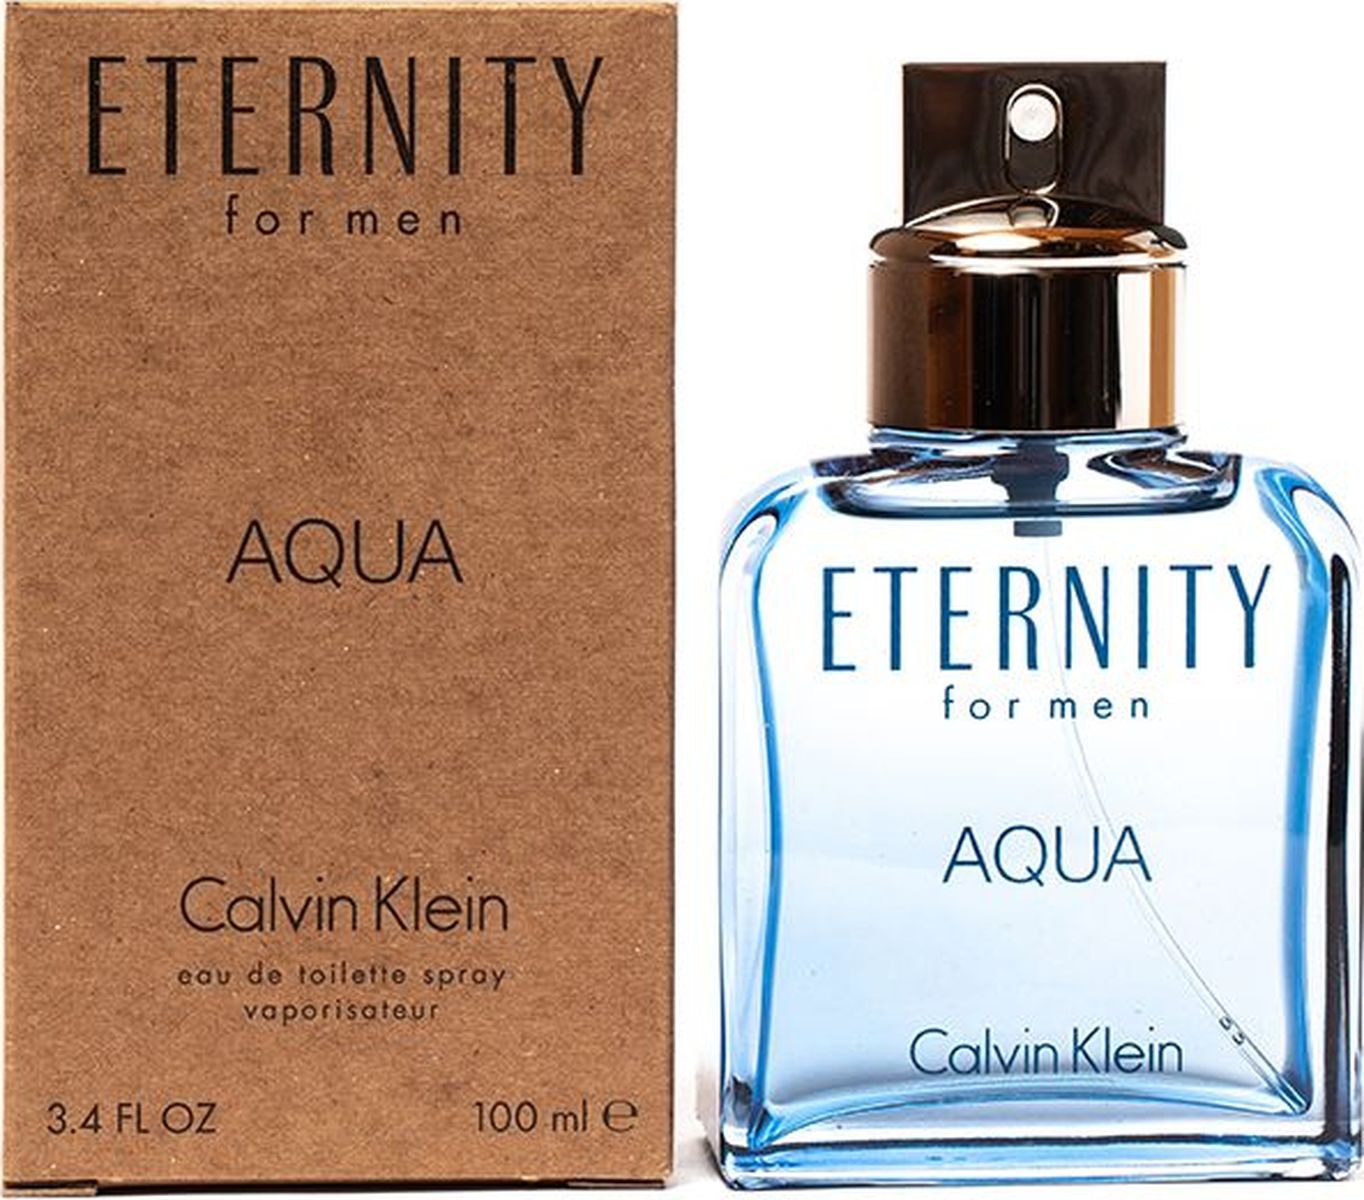 ETERNITY
for men
AQUA
Calvin Klein
eau de toilette spray
vaporisateur
3.4 FL OZ 100 ml ℮
ETERNITY
for men
AQUA
Calvin Klein